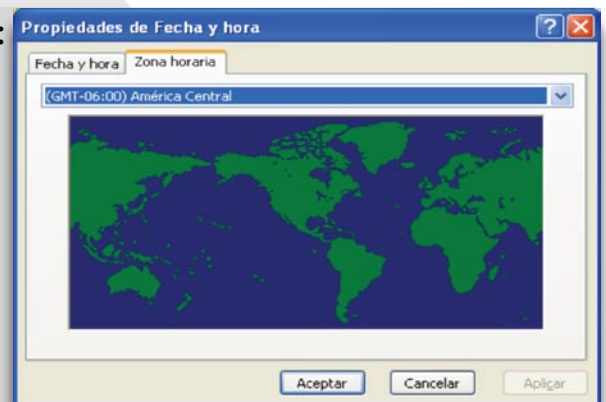 :
Propiedades de Fecha y hora
Fecha y hora Zona horaria
(GMT-06:00) América Central
Aceptar Cancelar Aplicar